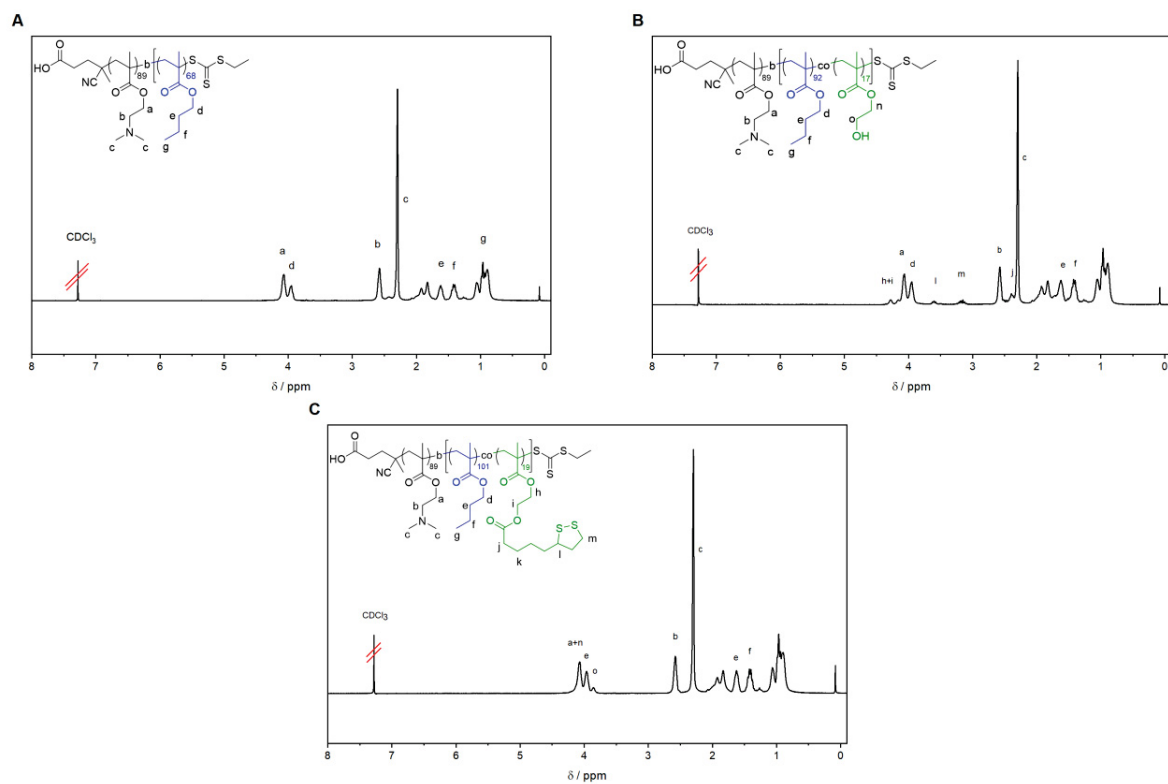 A
O
HO
NC
89
b
68
S
S
S
O
O
O
O
a
b
d
e
f
N
c
c
g
CDCl3
a
d
b
c
e
f
g
8
7
6
5
4
3
2
1
0
δ / ppm
B
O
HO
NC
89
b
92
co
17
S
S
S
O
O
O
O
O
O
a
b
d
e
f
n
o
OH
N
c
c
g
CDCl3
h+i
a
d
l
m
b
j
c
e
f
8
7
6
5
4
3
2
1
0
δ / ppm
C
O
HO
NC
89
b
101
co
19
S
S
S
O
O
O
O
O
O
h
a
b
d
e
f
i
O
O
S S
N
c
c
g
j
k
l
m
CDCl3
a+n
e
o
b
c
e
f
8
7
6
5
4
3
2
1
0
δ / ppm